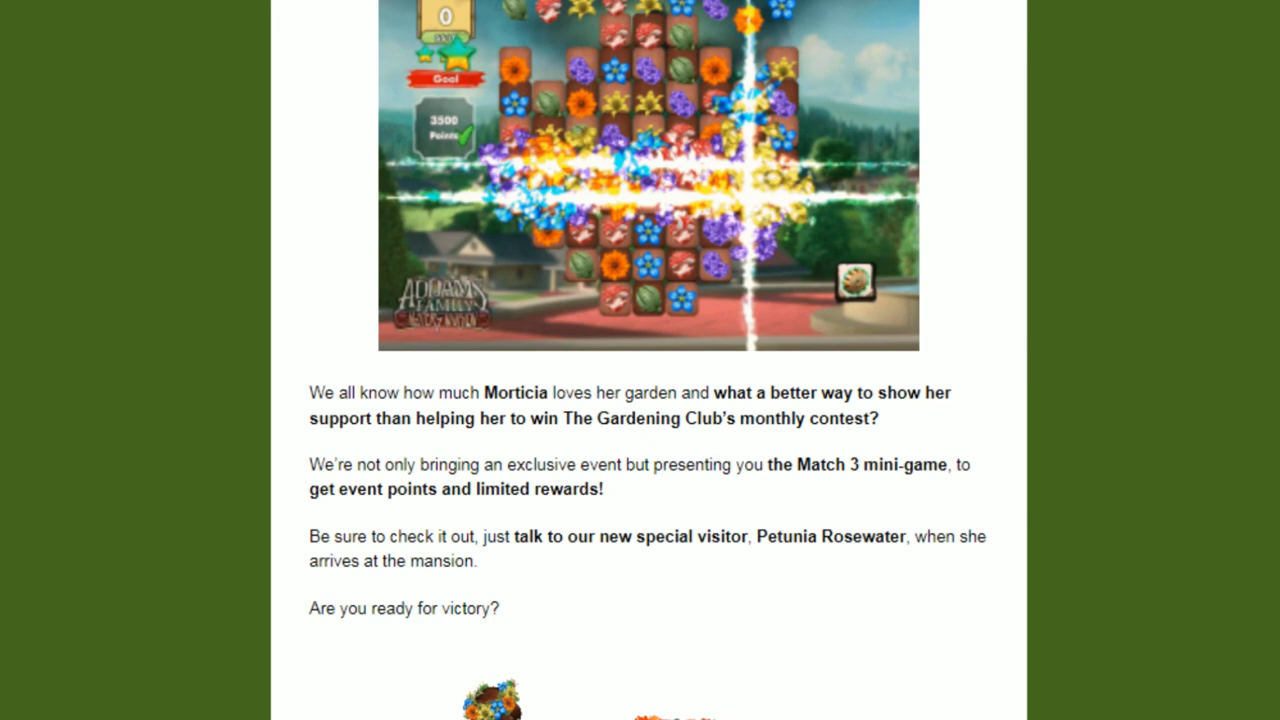 0
Goal
3500
Points
ADDAMS
FAMILY
MYSTERY MANSION
We all know how much Morticia loves her garden and what a better way to show her
support than helping her to win The Gardening Club’s monthly contest?
We’re not only bringing an exclusive event but presenting you the Match 3 mini-game, to
get event points and limited rewards!
Be sure to check it out, just talk to our new special visitor, Petunia Rosewater, when she
arrives at the mansion.
Are you ready for victory?